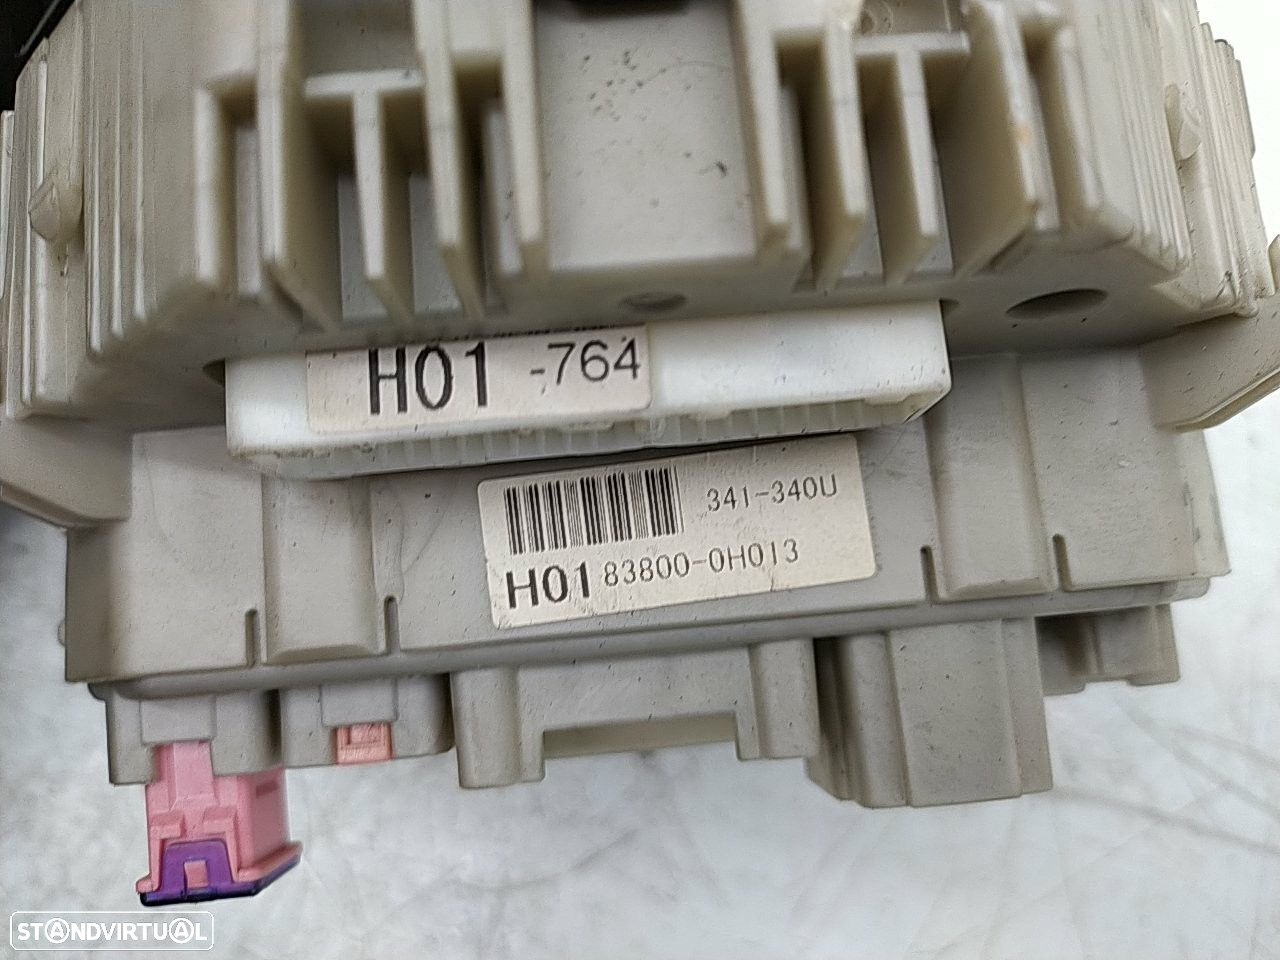 H01 -764
341-340U
H01 83800-0H013
STANDVIRTUAL